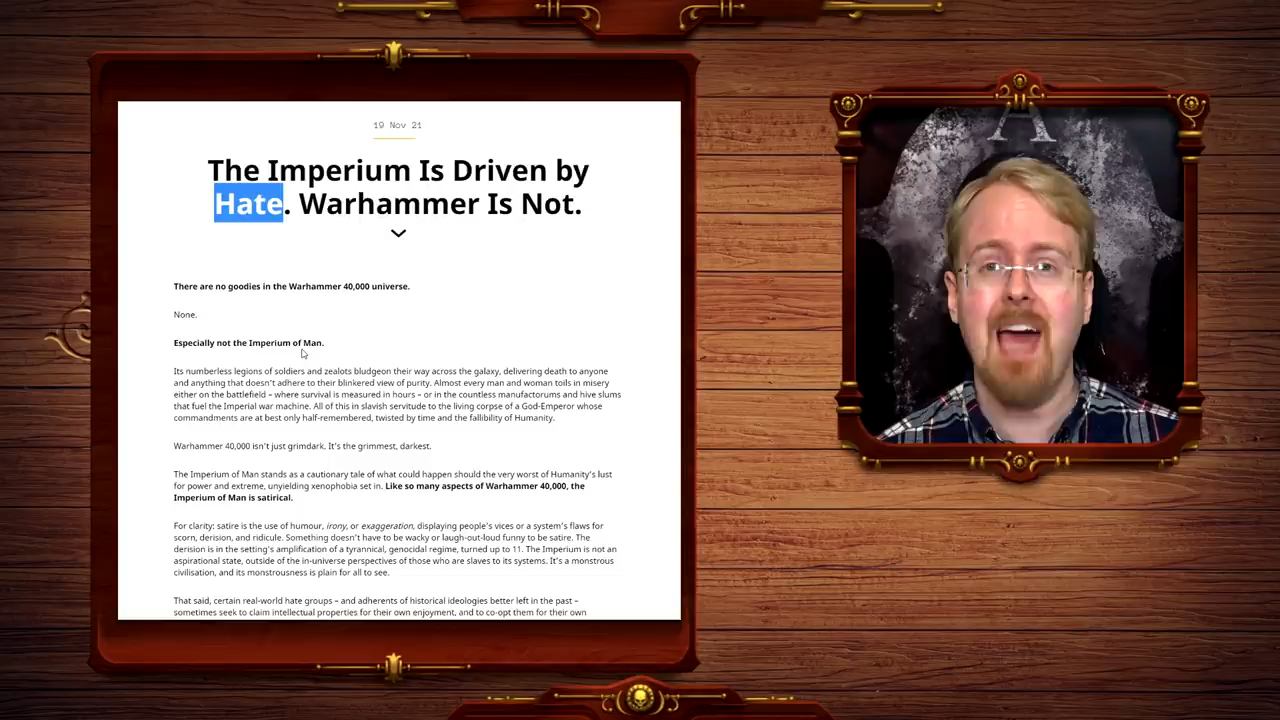 19 Nov 21
The Imperium Is Driven by
Hate. Warhammer Is Not.
There are no goodies in the Warhammer 40,000 universe.
None.
Especially not the Imperium of Man.
Its numberless legions of soldiers and zealots bludgeon their way across the galaxy, delivering death to anyone
and anything that doesn't adhere to their blinkered view of purity. Almost every man and woman toils in misery
either on the battlefield – where survival is measured in hours – or in the countless manufactorums and hive slums
that fuel the Imperial war machine. All of this in slavish servitude to the living corpse of a God-Emperor whose
commandments are at best only half-remembered, twisted by time and the fallibility of Humanity.
Warhammer 40,000 isn't just grimdark. It's the grimmest, darkest.
The Imperium of Man stands as a cautionary tale of what could happen should the very worst of Humanity's lust
for power and extreme, unyielding xenophobia set in. Like so many aspects of Warhammer 40,000, the
Imperium of Man is satirical.
For clarity: satire is the use of humour, irony, or exaggeration, displaying people's vices or a system's flaws for
scorn, derision, and ridicule. Something doesn't have to be wacky or laugh-out-loud funny to be satire. The
derision is in the setting's amplification of a tyrannical, genocidal regime, turned up to 11. The Imperium is not an
aspirational state, outside of the in-universe perspectives of those who are slaves to its systems. It's a monstrous
civilisation, and its monstrousness is plain for all to see.
That said, certain real-world hate groups – and adherents of historical ideologies better left in the past –
sometimes seek to claim intellectual properties for their own enjoyment, and to co-opt them for their own
A